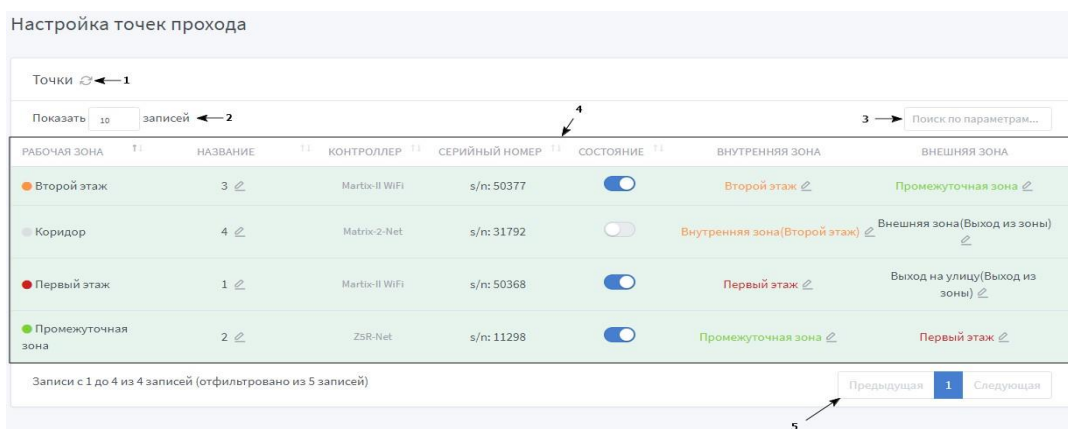 Настройка точек прохода
Точки 1
Показать 10 записей 2
4
3 Поиск по параметрам...
РАБОЧАЯ ЗОНА НАЗВАНИЕ КОНТРОЛЛЕР СЕРИЙНЫЙ НОМЕР СОСТОЯНИЕ ВНУТРЕННЯЯ ЗОНА ВНЕШНЯЯ ЗОНА
Второй этаж 3 Martix-II WiFi s/n: 50377 Второй этаж Промежуточная зона
Коридор 4 Matrix-2-Net s/n: 31792 Внутренняя зона(Второй этаж) Внешняя зона(Выход из зоны)
Первый этаж 1 Martix-II WiFi s/n: 50368 Первый этаж Выход на улицу(Выход из
зоны)
Промежуточная
зона 2 Z5R-Net s/n: 11298 Промежуточная зона Первый этаж
Записи с 1 до 4 из 4 записей (отфильтровано из 5 записей)
Предыдущая 1 Следующая
5